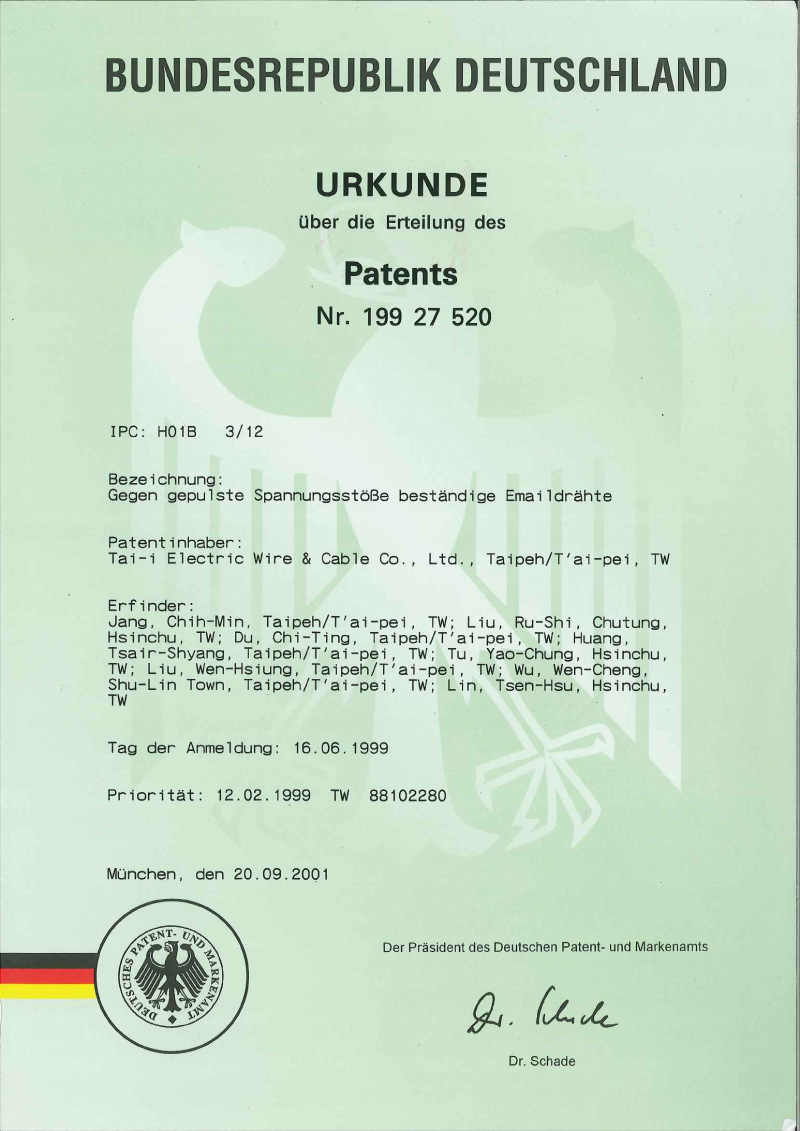 BUNDESREPUBLIK DEUTSCHLAND
URKUNDE
über die Erteilung des
Patents
Nr. 199 27 520
IPC: H01B 3/12
Bezeichnung:
Gegen gepulste Spannungsstöße beständige Emaildrähte
Patentinhaber:
Tai-i Electric Wire & Cable Co., Ltd., Taipeh/T'ai-pei, TW
Erfinder:
Jang, Chih-Min, Taipeh/T'ai-pei, TW; Liu, Ru-Shi, Chutung,
Hsinchu, TW; Du, Chi-Ting, Taipeh/T'ai-pei, TW; Huang,
Tsair-Shyang, Taipeh/T'ai-pei, TW; Tu, Yao-Chung, Hsinchu,
TW; Liu, Wen-Hsiung, Taipeh/T'ai-pei, TW; Wu, Wen-Cheng,
Shu-Lin Town, Taipeh/T'ai-pei, TW; Lin, Tsen-Hsu, Hsinchu,
TW
Tag der Anmeldung: 16.06.1999
Priorität: 12.02.1999 TW 88102280
München, den 20.09.2001
DEUTSCHES PATENT- UND MARKENAMT
Der Präsident des Deutschen Patent- und Markenamts
Dr. Schade
Dr. Schade